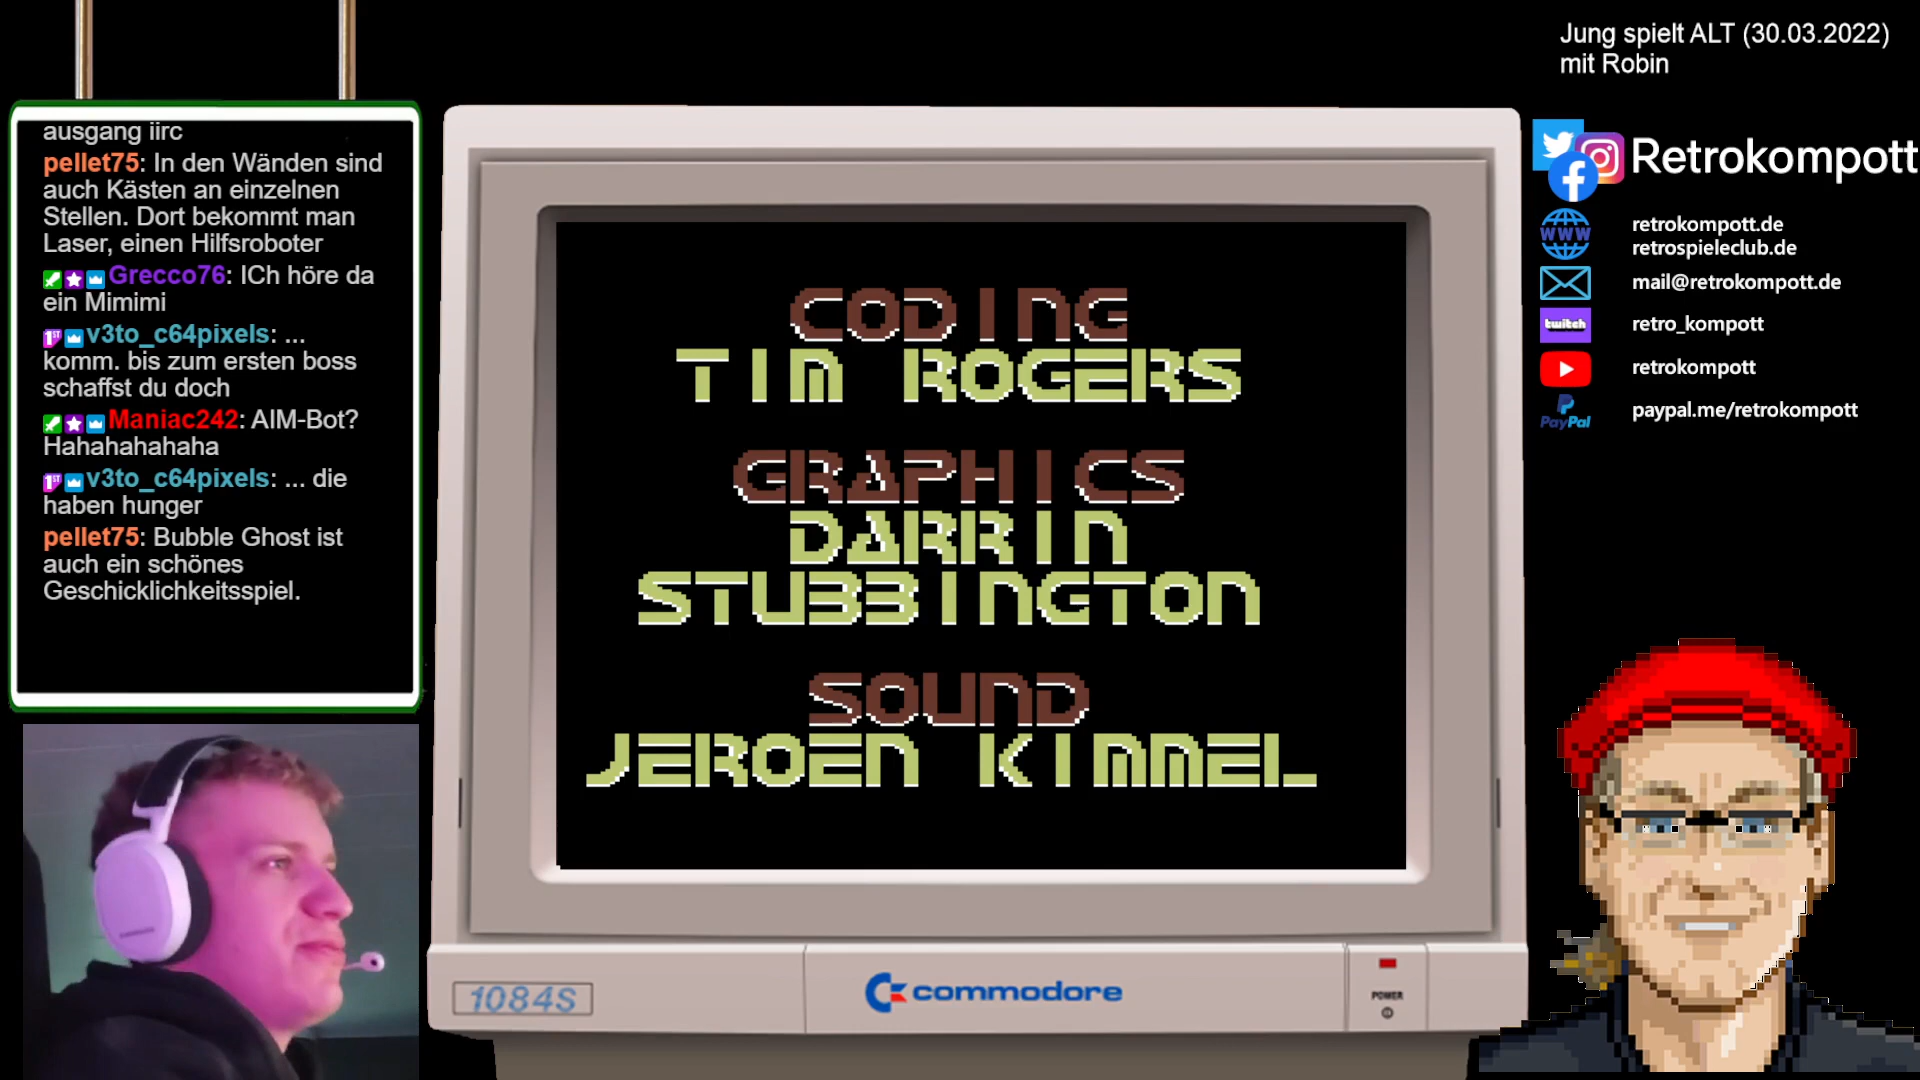 ausgang iirc
pellet75: In den Wänden sind
auch Kästen an einzelnen
Stellen. Dort bekommt man
Laser, einen Hilfsroboter
Grecco76: ICh höre da
ein Mimimi
1ST v3to_c64pixels: ...
komm. bis zum ersten boss
schaffst du doch
Maniac242: AIM-Bot?
Hahahahahaha
1ST v3to_c64pixels: ... die
haben hunger
pellet75: Bubble Ghost ist
auch ein schönes
Geschicklichkeitsspiel.
CODING
TIM ROGERS
GRAPHICS
DARRIN
STUBBINGTON
SOUND
JEROEN KIMMEL
1084S
commodore
POWER
Jung spielt ALT (30.03.2022)
mit Robin
Retrokompott
WWW
retrokompott.de
retrospieleclub.de
mail@retrokompott.de
twitch
retro_kompott
retrokompott
PayPal
paypal.me/retrokompott